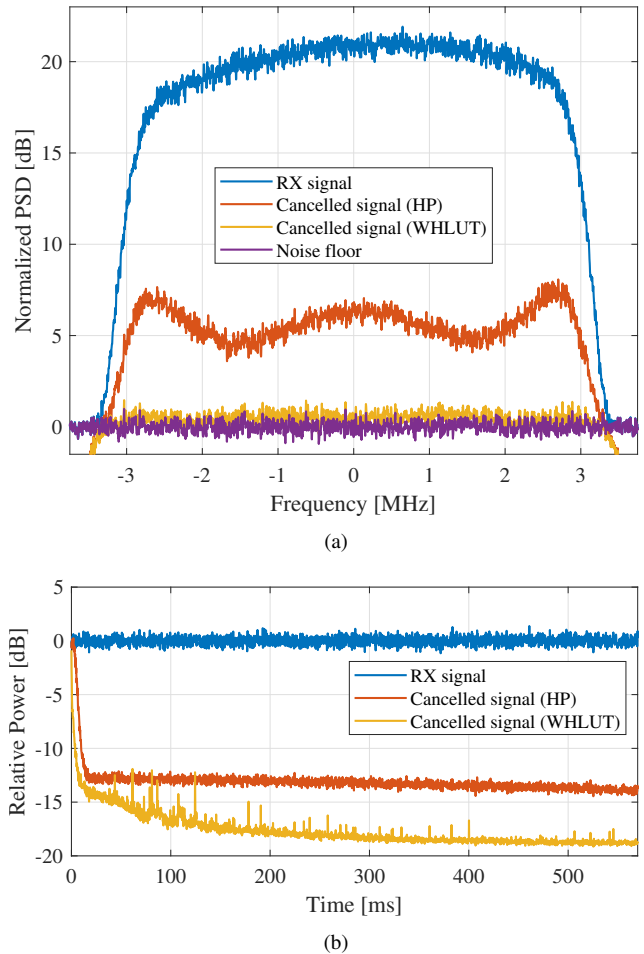 20
15
10
5
0
Normalized PSD [dB]
RX signal
Cancelled signal (HP)
Cancelled signal (WHLUT)
Noise floor
-3 -2 -1 0 1 2 3
Frequency [MHz]
(a)
5
0
-5
-10
-15
-20
Relative Power [dB]
RX signal
Cancelled signal (HP)
Cancelled signal (WHLUT)
0 100 200 300 400 500
Time [ms]
(b)